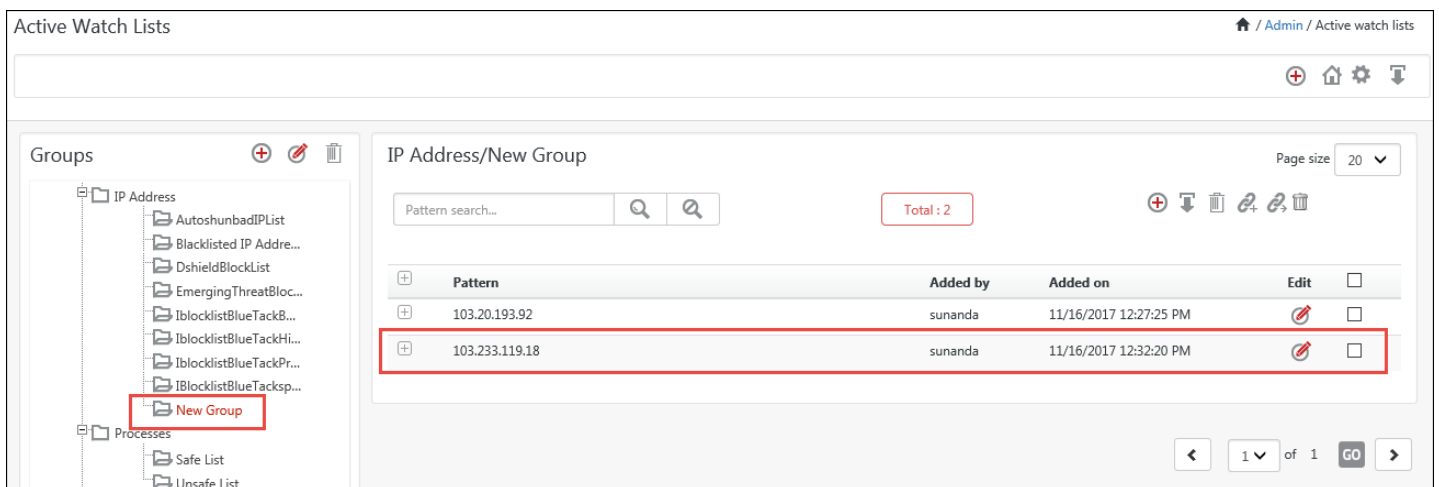 Active Watch Lists
/ Admin / Active watch lists
Groups
IP Address
AutoshunbadIPList
Blacklisted IP Addre...
DshieldBlockList
EmergingThreatBloc...
IblocklistBlueTackB...
IblocklistBlueTackHi...
IblocklistBlueTackPr...
IBlocklistBlueTacksp...
New Group
Processes
Safe List
Unsafe List
IP Address/New Group
Page size 20
Pattern search...
Total : 2
Pattern Added by Added on Edit
103.20.193.92 sunanda 11/16/2017 12:27:25 PM
103.233.119.18 sunanda 11/16/2017 12:32:20 PM
1 of 1 GO